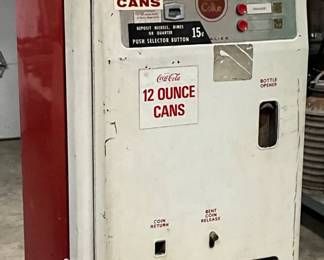 CANS
Coke
DEPOSIT NICKELS, DIMES
OR QUARTER
15¢
PUSH SELECTOR BUTTON
Coca-Cola
12 OUNCE
CANS
BOTTLE
OPENER
COIN
RETURN
BENT
COIN
RELEASE